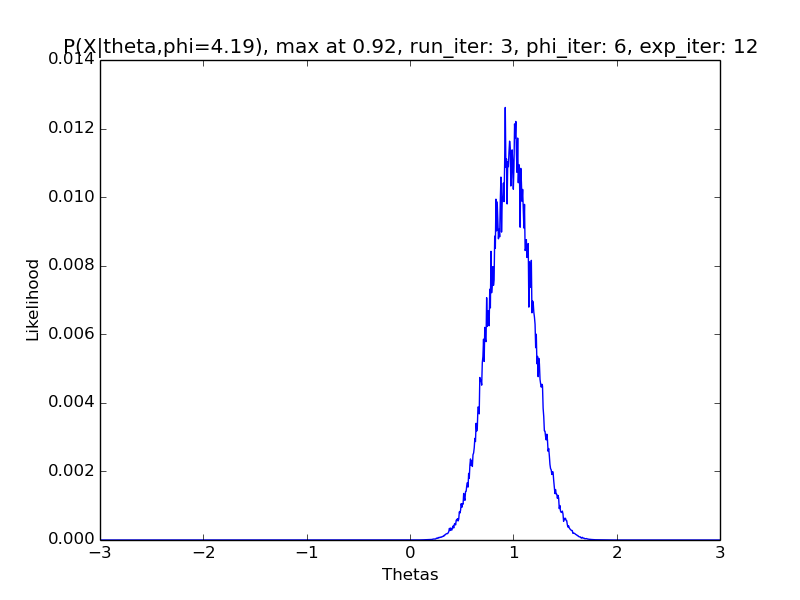 P(X|theta,phi=4.19), max at 0.92, run_iter: 3, phi_iter: 6, exp_iter: 12
0.014
0.012
0.010
0.008
0.006
0.004
0.002
0.000
Likelihood
−3 −2 −1 0 1 2 3
Thetas